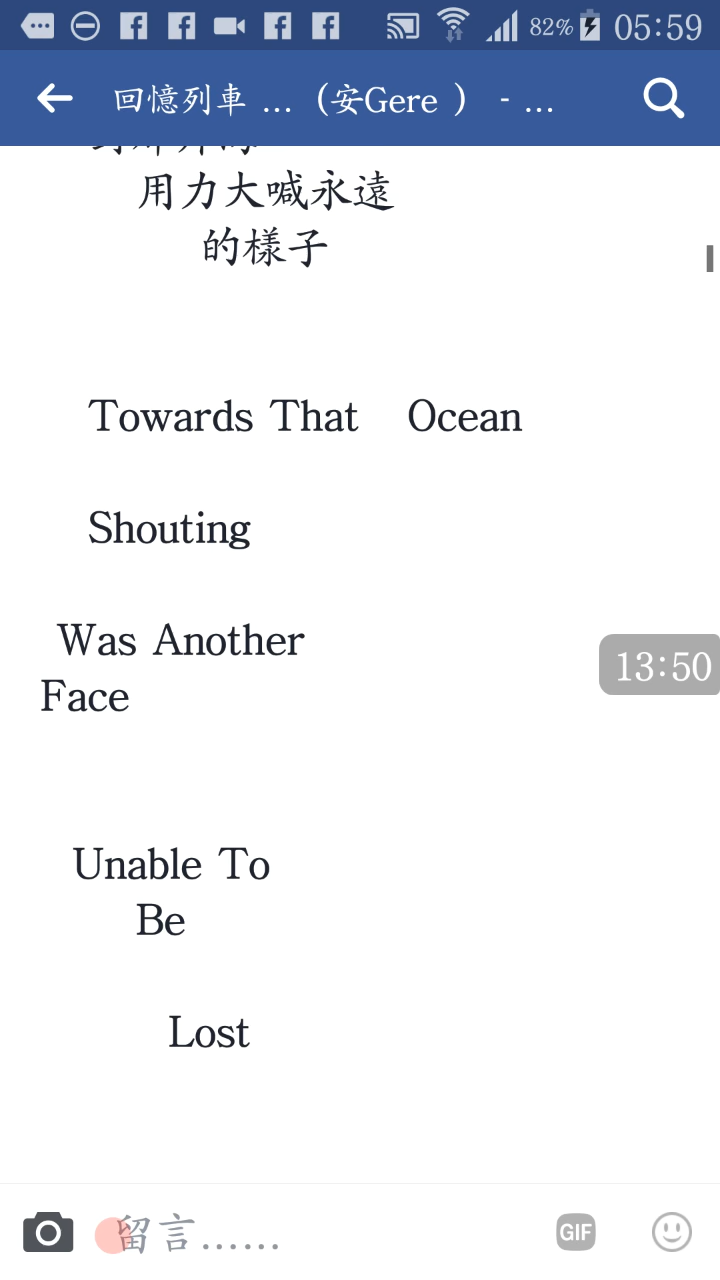 82% 05:59
回憶列車 ... (安Gere ) - ...
用力大喊永遠
的樣子
Towards That Ocean
Shouting
Was Another
13:50
Face
Unable To
Be
Lost
留言......
GIF